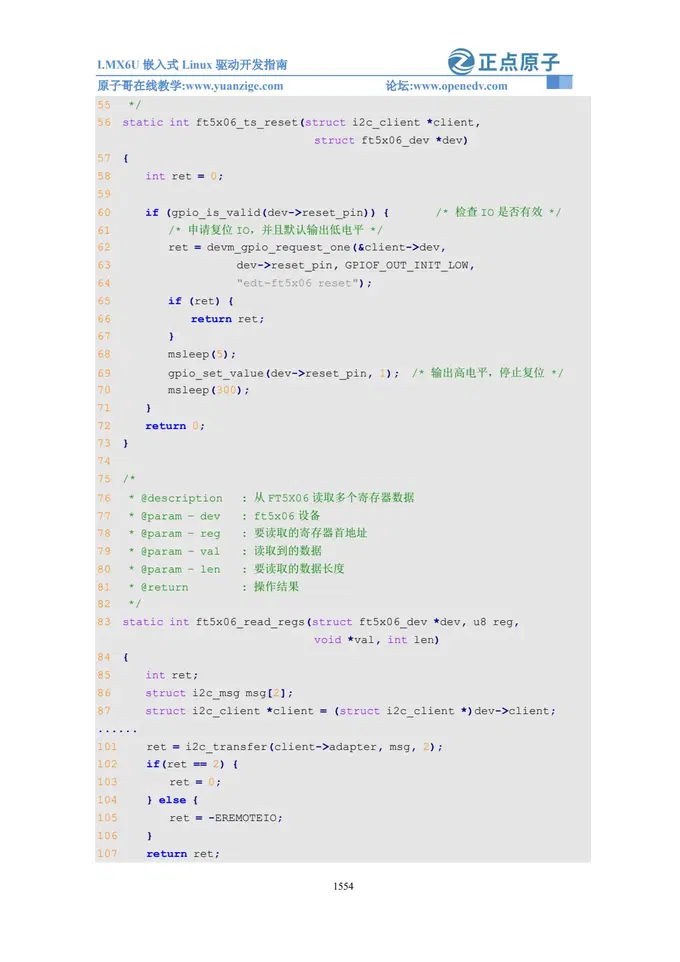 I.MX6U 嵌入式 Linux 驱动开发指南
正点原子
原子哥在线教学:www.yuanzige.com 论坛:www.openedv.com
55 */
56 static int ft5x06_ts_reset(struct i2c_client *client,
struct ft5x06_dev *dev)
57 {
58 int ret = 0;
59
60 if (gpio_is_valid(dev->reset_pin)) { /* 检查 IO 是否有效 */
61 /* 申请复位 IO，并且默认输出低电平 */
62 ret = devm_gpio_request_one(&client->dev,
63 dev->reset_pin, GPIOF_OUT_INIT_LOW,
64 "edt-ft5x06 reset");
65 if (ret) {
66 return ret;
67 }
68 msleep(5);
69 gpio_set_value(dev->reset_pin, 1); /* 输出高电平，停止复位 */
70 msleep(300);
71 }
72 return 0;
73 }
74
75 /*
76 * @description : 从 FT5X06 读取多个寄存器数据
77 * @param - dev : ft5x06 设备
78 * @param - reg : 要读取的寄存器首地址
79 * @param - val : 读取到的数据
80 * @param - len : 要读取的数据长度
81 * @return : 操作结果
82 */
83 static int ft5x06_read_regs(struct ft5x06_dev *dev, u8 reg,
void *val, int len)
84 {
85 int ret;
86 struct i2c_msg msg[2];
87 struct i2c_client *client = (struct i2c_client *)dev->client;
......
101 ret = i2c_transfer(client->adapter, msg, 2);
102 if(ret == 2) {
103 ret = 0;
104 } else {
105 ret = -EREMOTEIO;
106 }
107 return ret;
1554